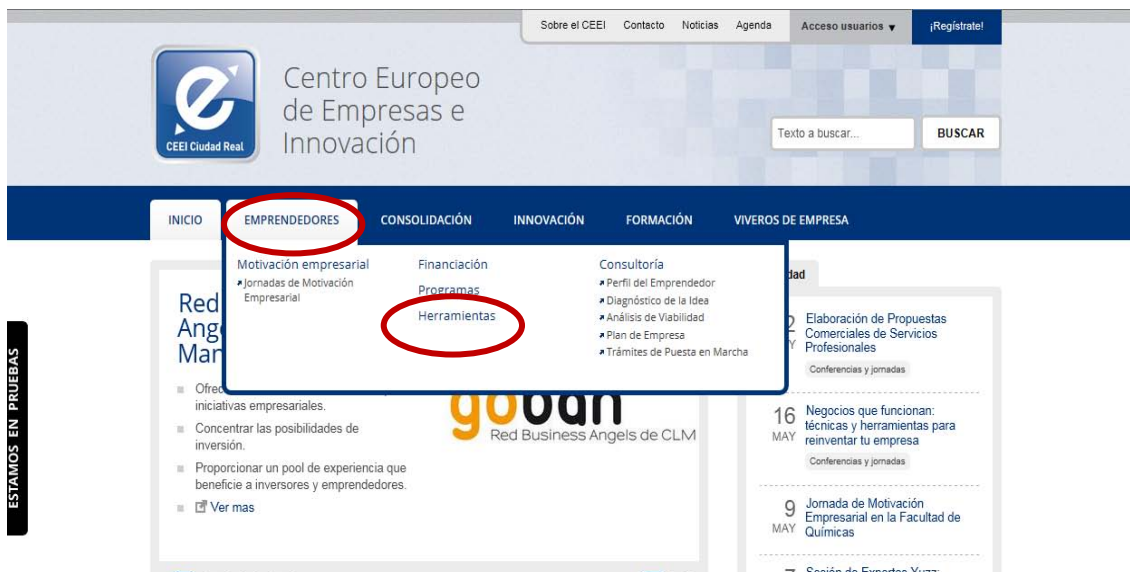 Sobre el CEEI Contacto Noticias Agenda Acceso usuarios ¡Regístrate!
CEEI Ciudad Real
Centro Europeo
de Empresas e
Innovación
Texto a buscar... BUSCAR
INICIO EMPRENDEDORES CONSOLIDACIÓN INNOVACIÓN FORMACIÓN VIVEROS DE EMPRESA
Motivación empresarial
Jornadas de Motivación
Empresarial
Financiación
Programas
Herramientas
Consultoría
Perfil del Emprendedor
Diagnóstico de la Idea
Análisis de Viabilidad
Plan de Empresa
Trámites de Puesta en Marcha
Red
iniciativas empresariales.
Concentrar las posibilidades de
inversión.
Proporcionar un pool de experiencia que
beneficie a inversores y emprendedores.
Ver mas
goban
Red Business Angels de CLM
Elaboración de Propuestas
Comerciales de Servicios
Profesionales
Conferencias y jornadas
16
MAY
Negocios que funcionan:
técnicas y herramientas para
reinventar tu empresa
Conferencias y jornadas
9
MAY
Jornada de Motivación
Empresarial en la Facultad de
Químicas
Sesión de Expertos Yuzz:
ESTAMOS EN PRUEBAS